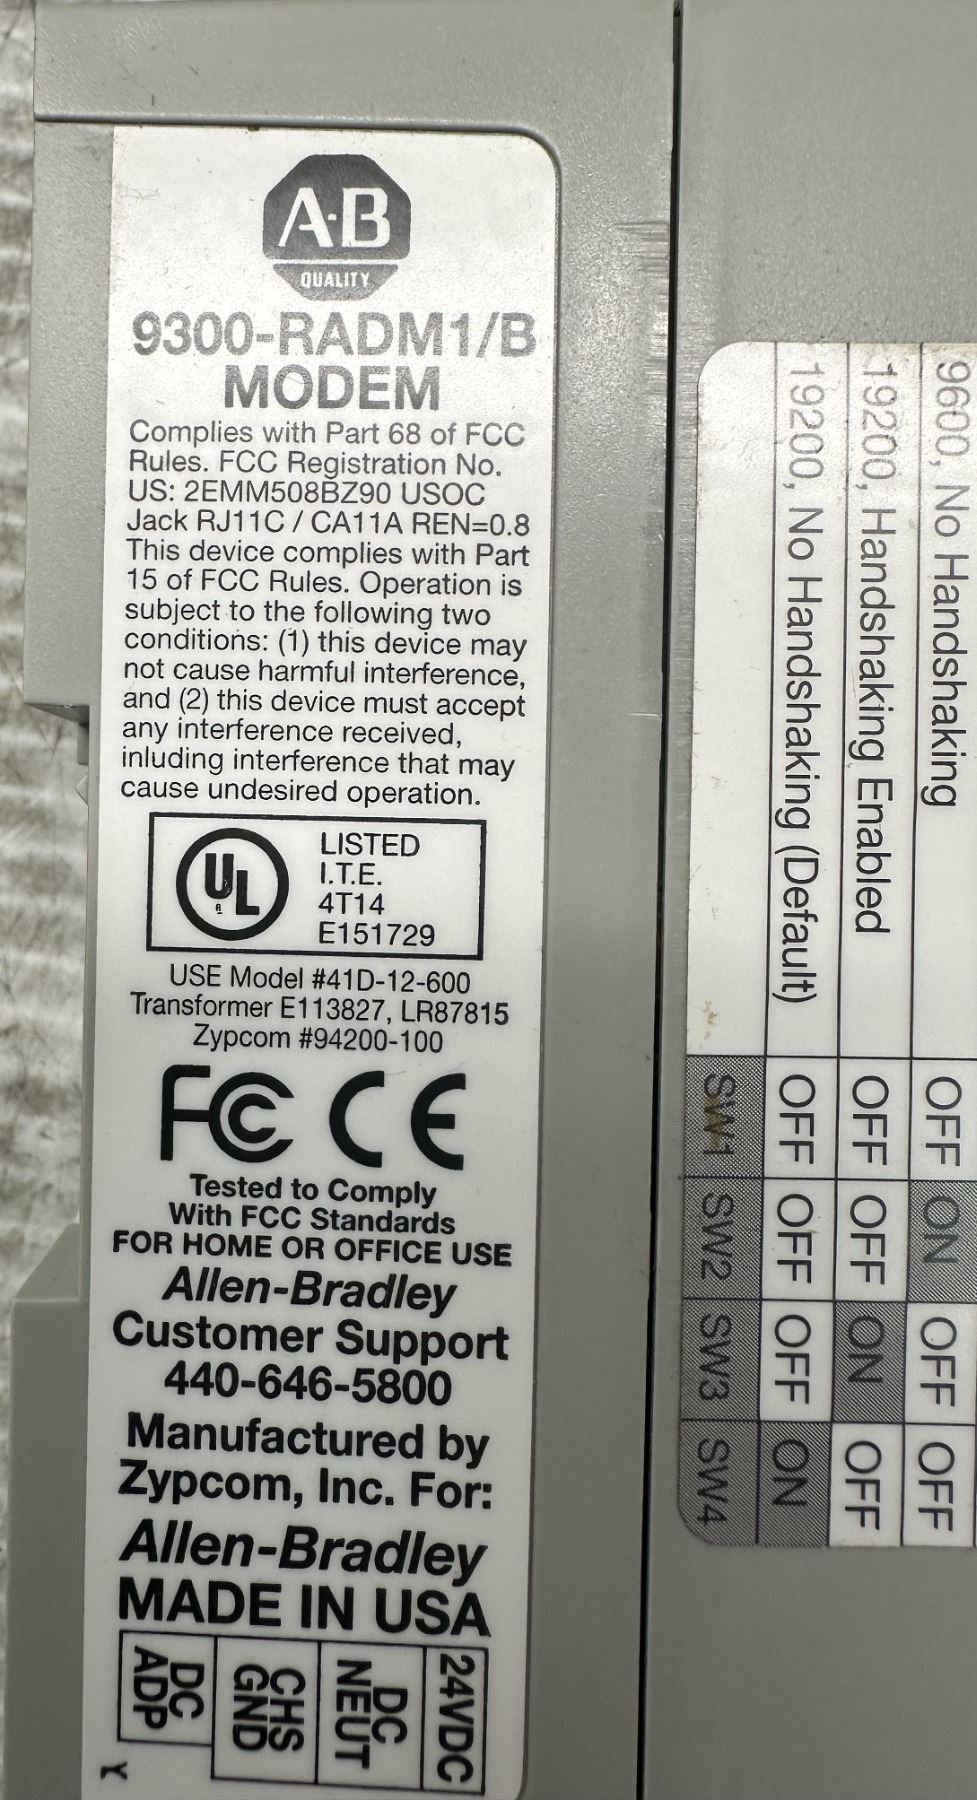 A·B
QUALITY
9300-RADM1/B
MODEM
Complies with Part 68 of FCC
Rules. FCC Registration No.
US: 2EMM508BZ90 USOC
Jack RJ11C / CA11A REN=0.8
This device complies with Part
15 of FCC Rules. Operation is
subject to the following two
conditions: (1) this device may
not cause harmful interference,
and (2) this device must accept
any interference received,
inluding interference that may
cause undesired operation.
UL
LISTED
I.T.E.
4T14
E151729
USE Model #41D-12-600
Transformer E113827, LR87815
Zypcom #94200-100
FC CE
Tested to Comply
With FCC Standards
FOR HOME OR OFFICE USE
Allen-Bradley
Customer Support
440-646-5800
Manufactured by
Zypcom, Inc. For:
Allen-Bradley
MADE IN USA
24VDC
DC
NEUT
CHS
GND
DC
ADP
9600, No Handshaking OFF ON OFF OFF
19200, Handshaking Enabled OFF OFF ON OFF
19200, No Handshaking (Default) OFF OFF OFF ON
SW1 SW2 SW3 SW4